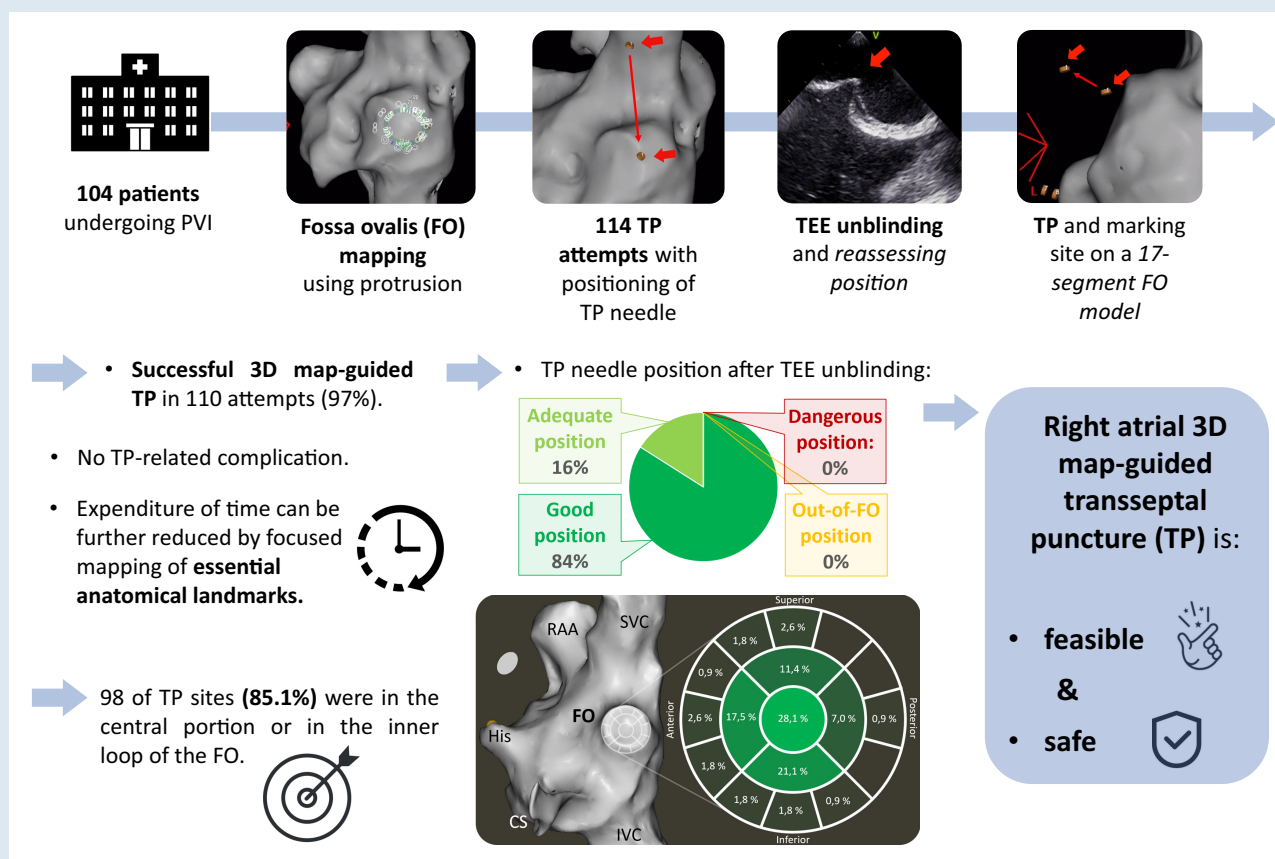 104 patients
undergoing PVI
Fossa ovalis (FO)
mapping
using protrusion
114 TP
attempts with
positioning of
TP needle
V
TEE unblinding
and reassessing
position
L
TP and marking
site on a 17-
segment FO
model
• Successful 3D map-guided
TP in 110 attempts (97%).
• No TP-related complication.
• Expenditure of time can be
further reduced by focused
mapping of essential
anatomical landmarks.
98 of TP sites (85.1%) were in the
central portion or in the inner
loop of the FO.
• TP needle position after TEE unblinding:
Adequate
position
16%
Dangerous
position:
0%
Good
position
84%
Out-of-FO
position
0%
RAA
SVC
FO
His
CS
IVC
Superior
Anterior
Posterior
Inferior
2,6 %
1,8 %
0,9 %
11,4 %
2,6 %
17,5 %
28,1 %
7,0 %
0,9 %
1,8 %
21,1 %
1,8 %
1,8 %
0,9 %
Right atrial 3D
map-guided
transseptal
puncture (TP) is:
• feasible
&
• safe